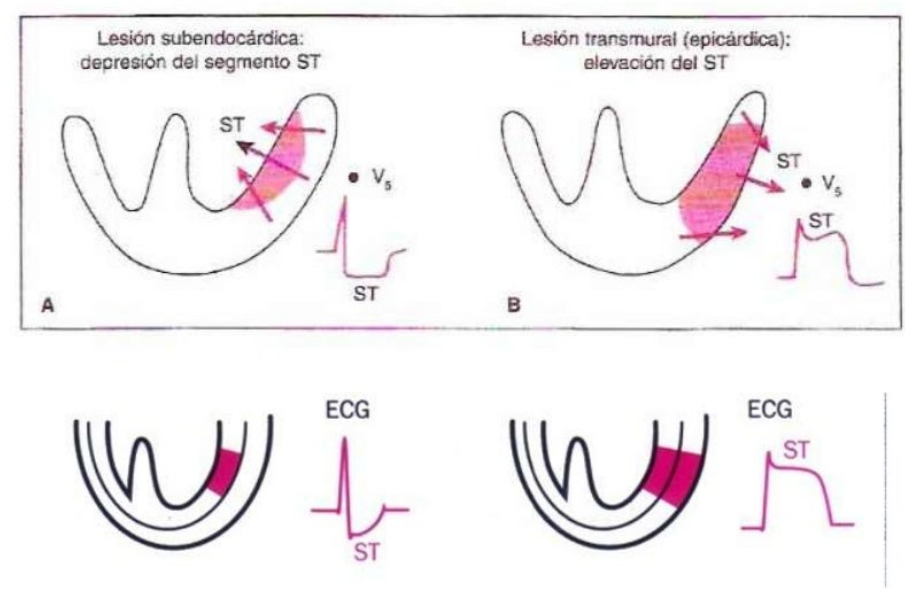 Lesión subendocárdica:
depresión del segmento ST
ST
V5
ST
A
Lesión transmural (epicárdica):
elevación del ST
ST
V5
ST
B
ECG
ST
ECG
ST